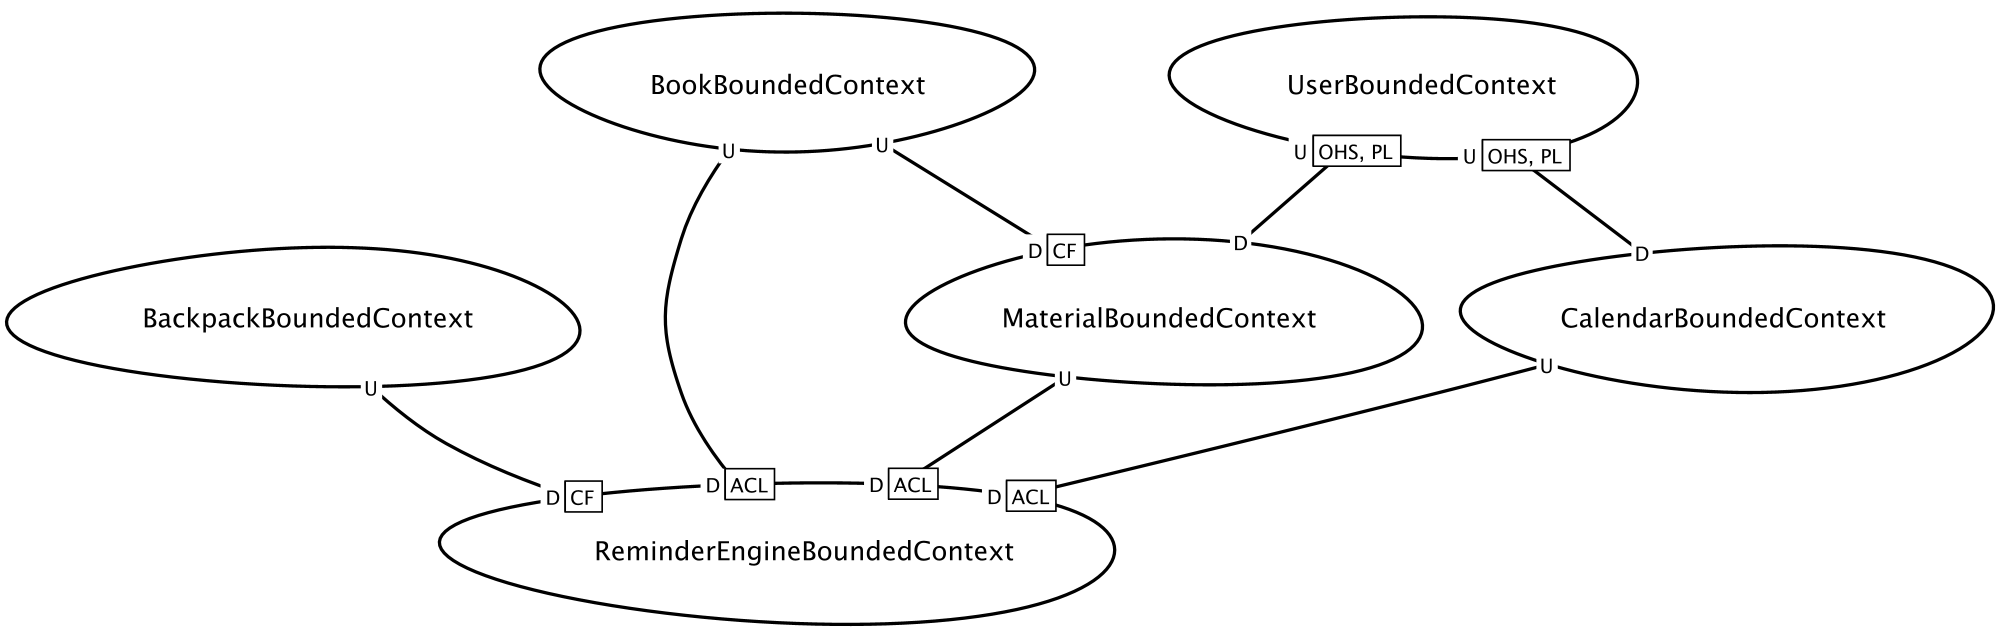 BookBoundedContext
UserBoundedContext
U
U
U OHS, PL
U OHS, PL
D CF
D
D
BackpackBoundedContext
MaterialBoundedContext
CalendarBoundedContext
U
U
U
D CF
D ACL
D ACL
D ACL
ReminderEngineBoundedContext